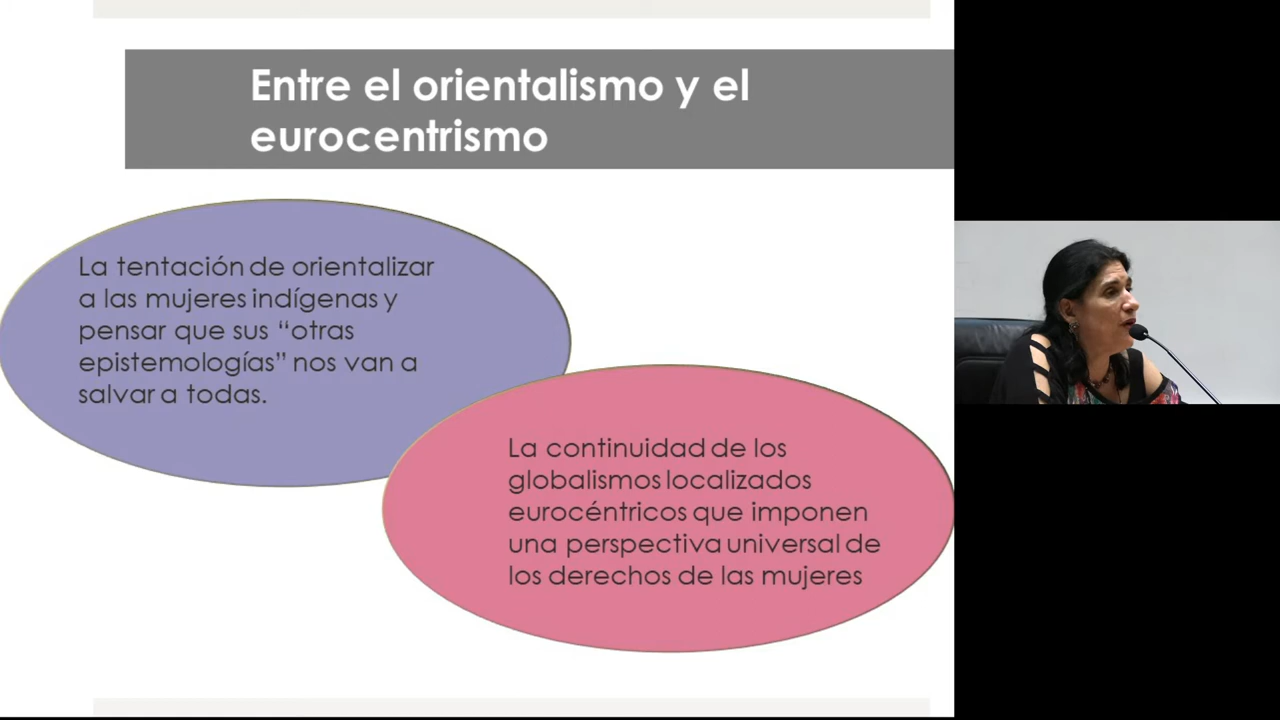 Entre el orientalismo y el
eurocentrismo
La tentación de orientalizar
a las mujeres indígenas y
pensar que sus “otras
epistemologías” nos van a
salvar a todas.
La continuidad de los
globalismos localizados
eurocéntricos que imponen
una perspectiva universal de
los derechos de las mujeres